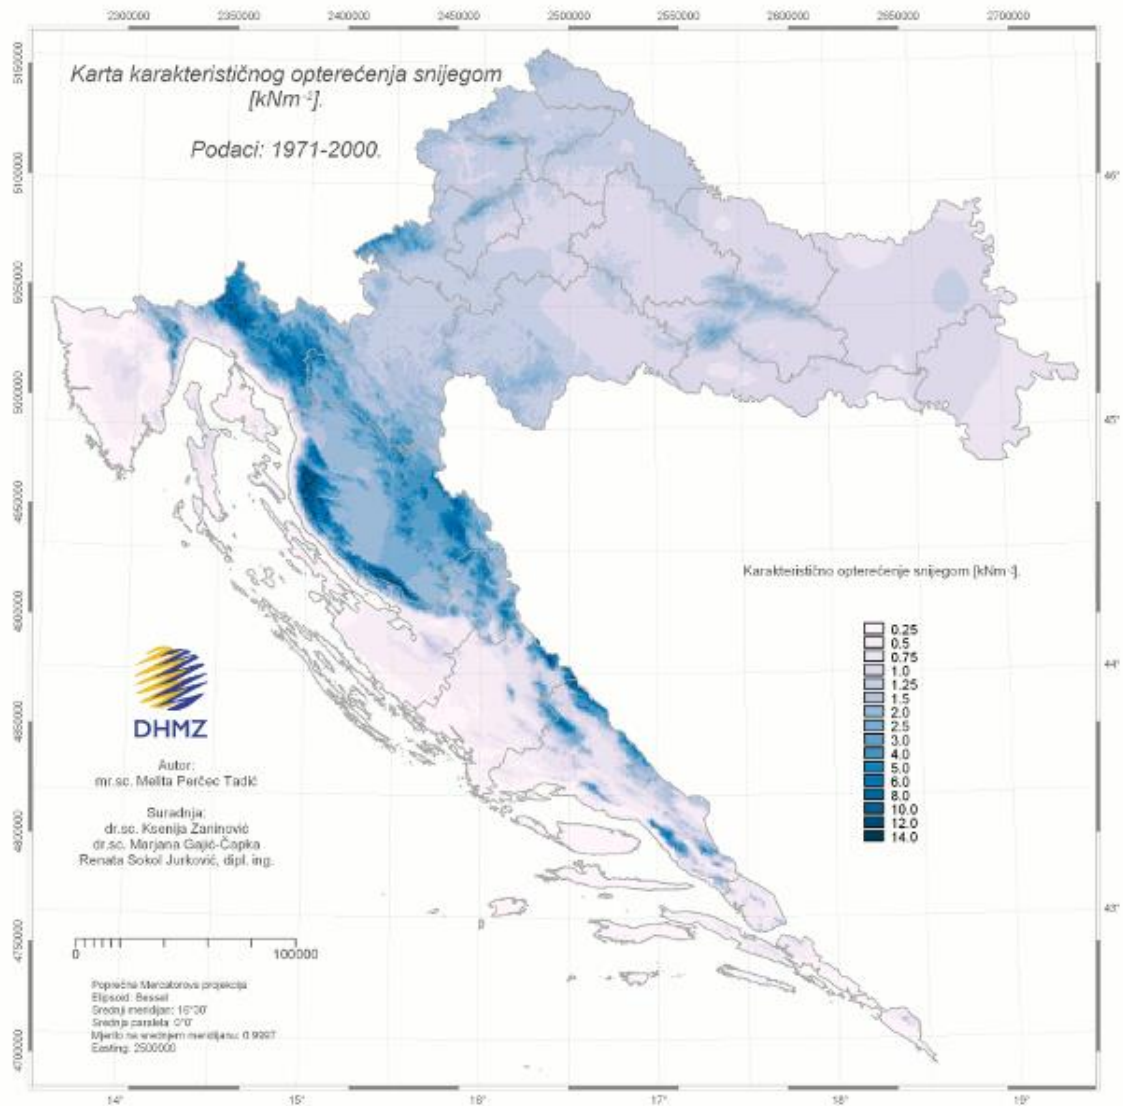 2300000 2350000 2400000 2450000 2500000 2550000 2600000 2650000 2700000
Karta karakterističnog opterećenja snijegom
[kNm⁻²].
Podaci: 1971-2000.
5150000
5100000
5050000
5000000
4950000
4900000
4850000
4800000
4750000
4700000
46°
45°
44°
43°
Karakteristično opterećenje snijegom [kNm⁻²].
0.25
0.5
0.75
1.0
1.25
1.5
2.0
2.5
3.0
4.0
5.0
6.0
8.0
10.0
12.0
14.0
DHMZ
Autor:
mr.sc. Melita Perčec Tadić
Suradnja:
dr.sc. Ksenija Zaninović
dr.sc. Marjana Gajić-Čapka
Renata Sokol Jurković, dipl. ing.
0 100000
Poprečna Mercatorova projekcija
Elipsoid: Bessel
Srednji meridijan: 16°30'
Srednja paralela: 0°0'
Mjerilo na srednjem meridijanu: 0.9997
Easting: 2500000
14° 15° 16° 17° 18° 19°